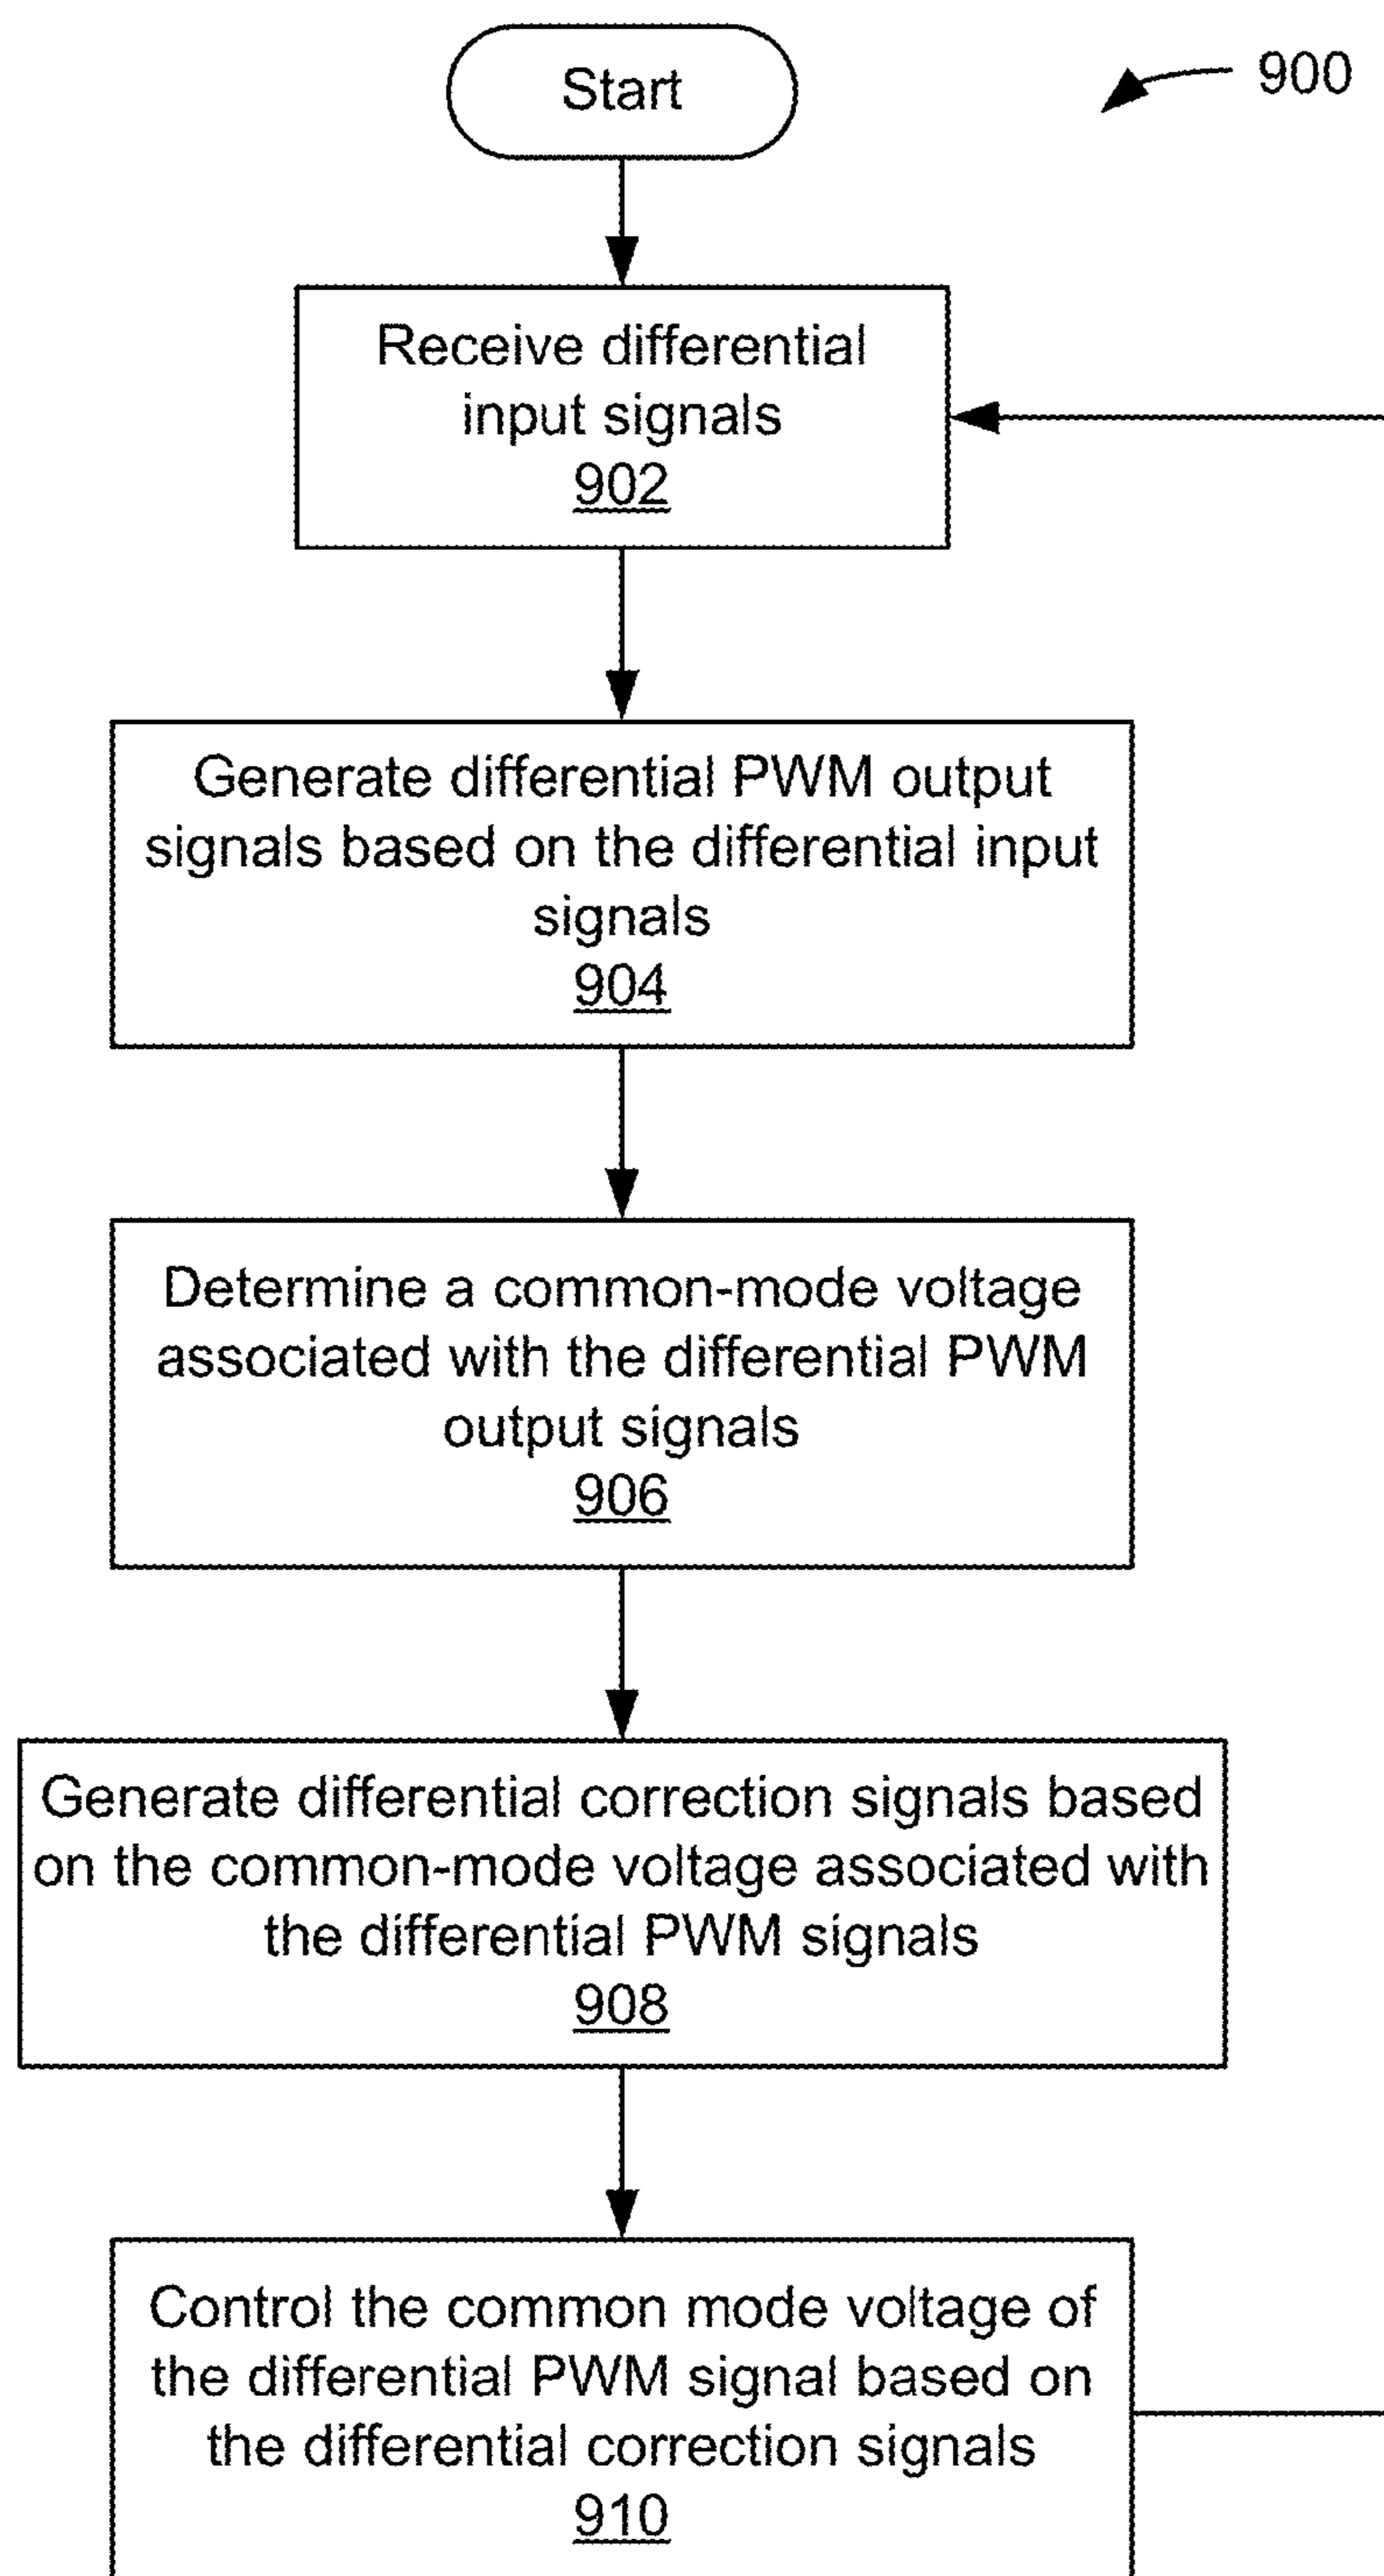 Start
900
Receive differential
input signals
902
Generate differential PWM output
signals based on the differential input
signals
904
Determine a common-mode voltage
associated with the differential PWM
output signals
906
Generate differential correction signals based
on the common-mode voltage associated with
the differential PWM signals
908
Control the common mode voltage of
the differential PWM signal based on
the differential correction signals
910